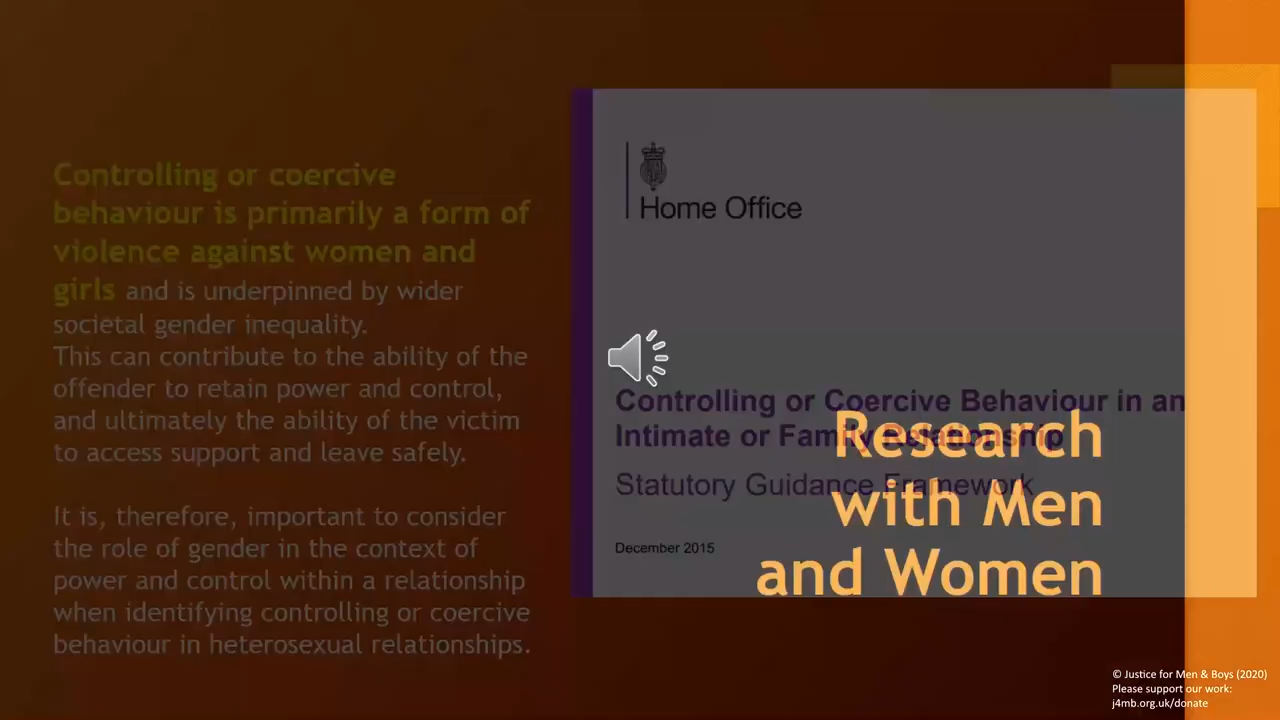 Controlling or coercive
behaviour is primarily a form of
violence against women and
girls and is underpinned by wider
societal gender inequality.
This can contribute to the ability of the
offender to retain power and control,
and ultimately the ability of the victim
to access support and leave safely.
It is, therefore, important to consider
the role of gender in the context of
power and control within a relationship
when identifying controlling or coercive
behaviour in heterosexual relationships.
Home Office
Controlling or Coercive Behaviour in an
Intimate or Family Relationship
Statutory Guidance Framework
December 2015
Research
with Men
and Women
© Justice for Men & Boys (2020)
Please support our work:
j4mb.org.uk/donate